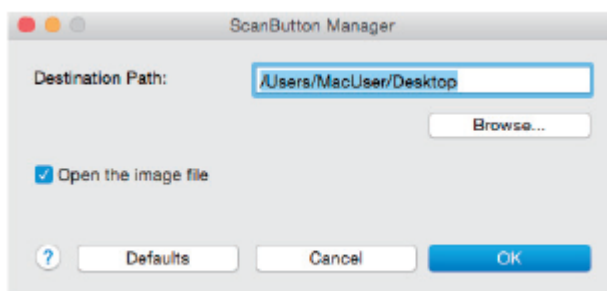 ScanButton Manager
Destination Path: /Users/MacUser/Desktop
Browse...
Open the image file
? Defaults Cancel OK